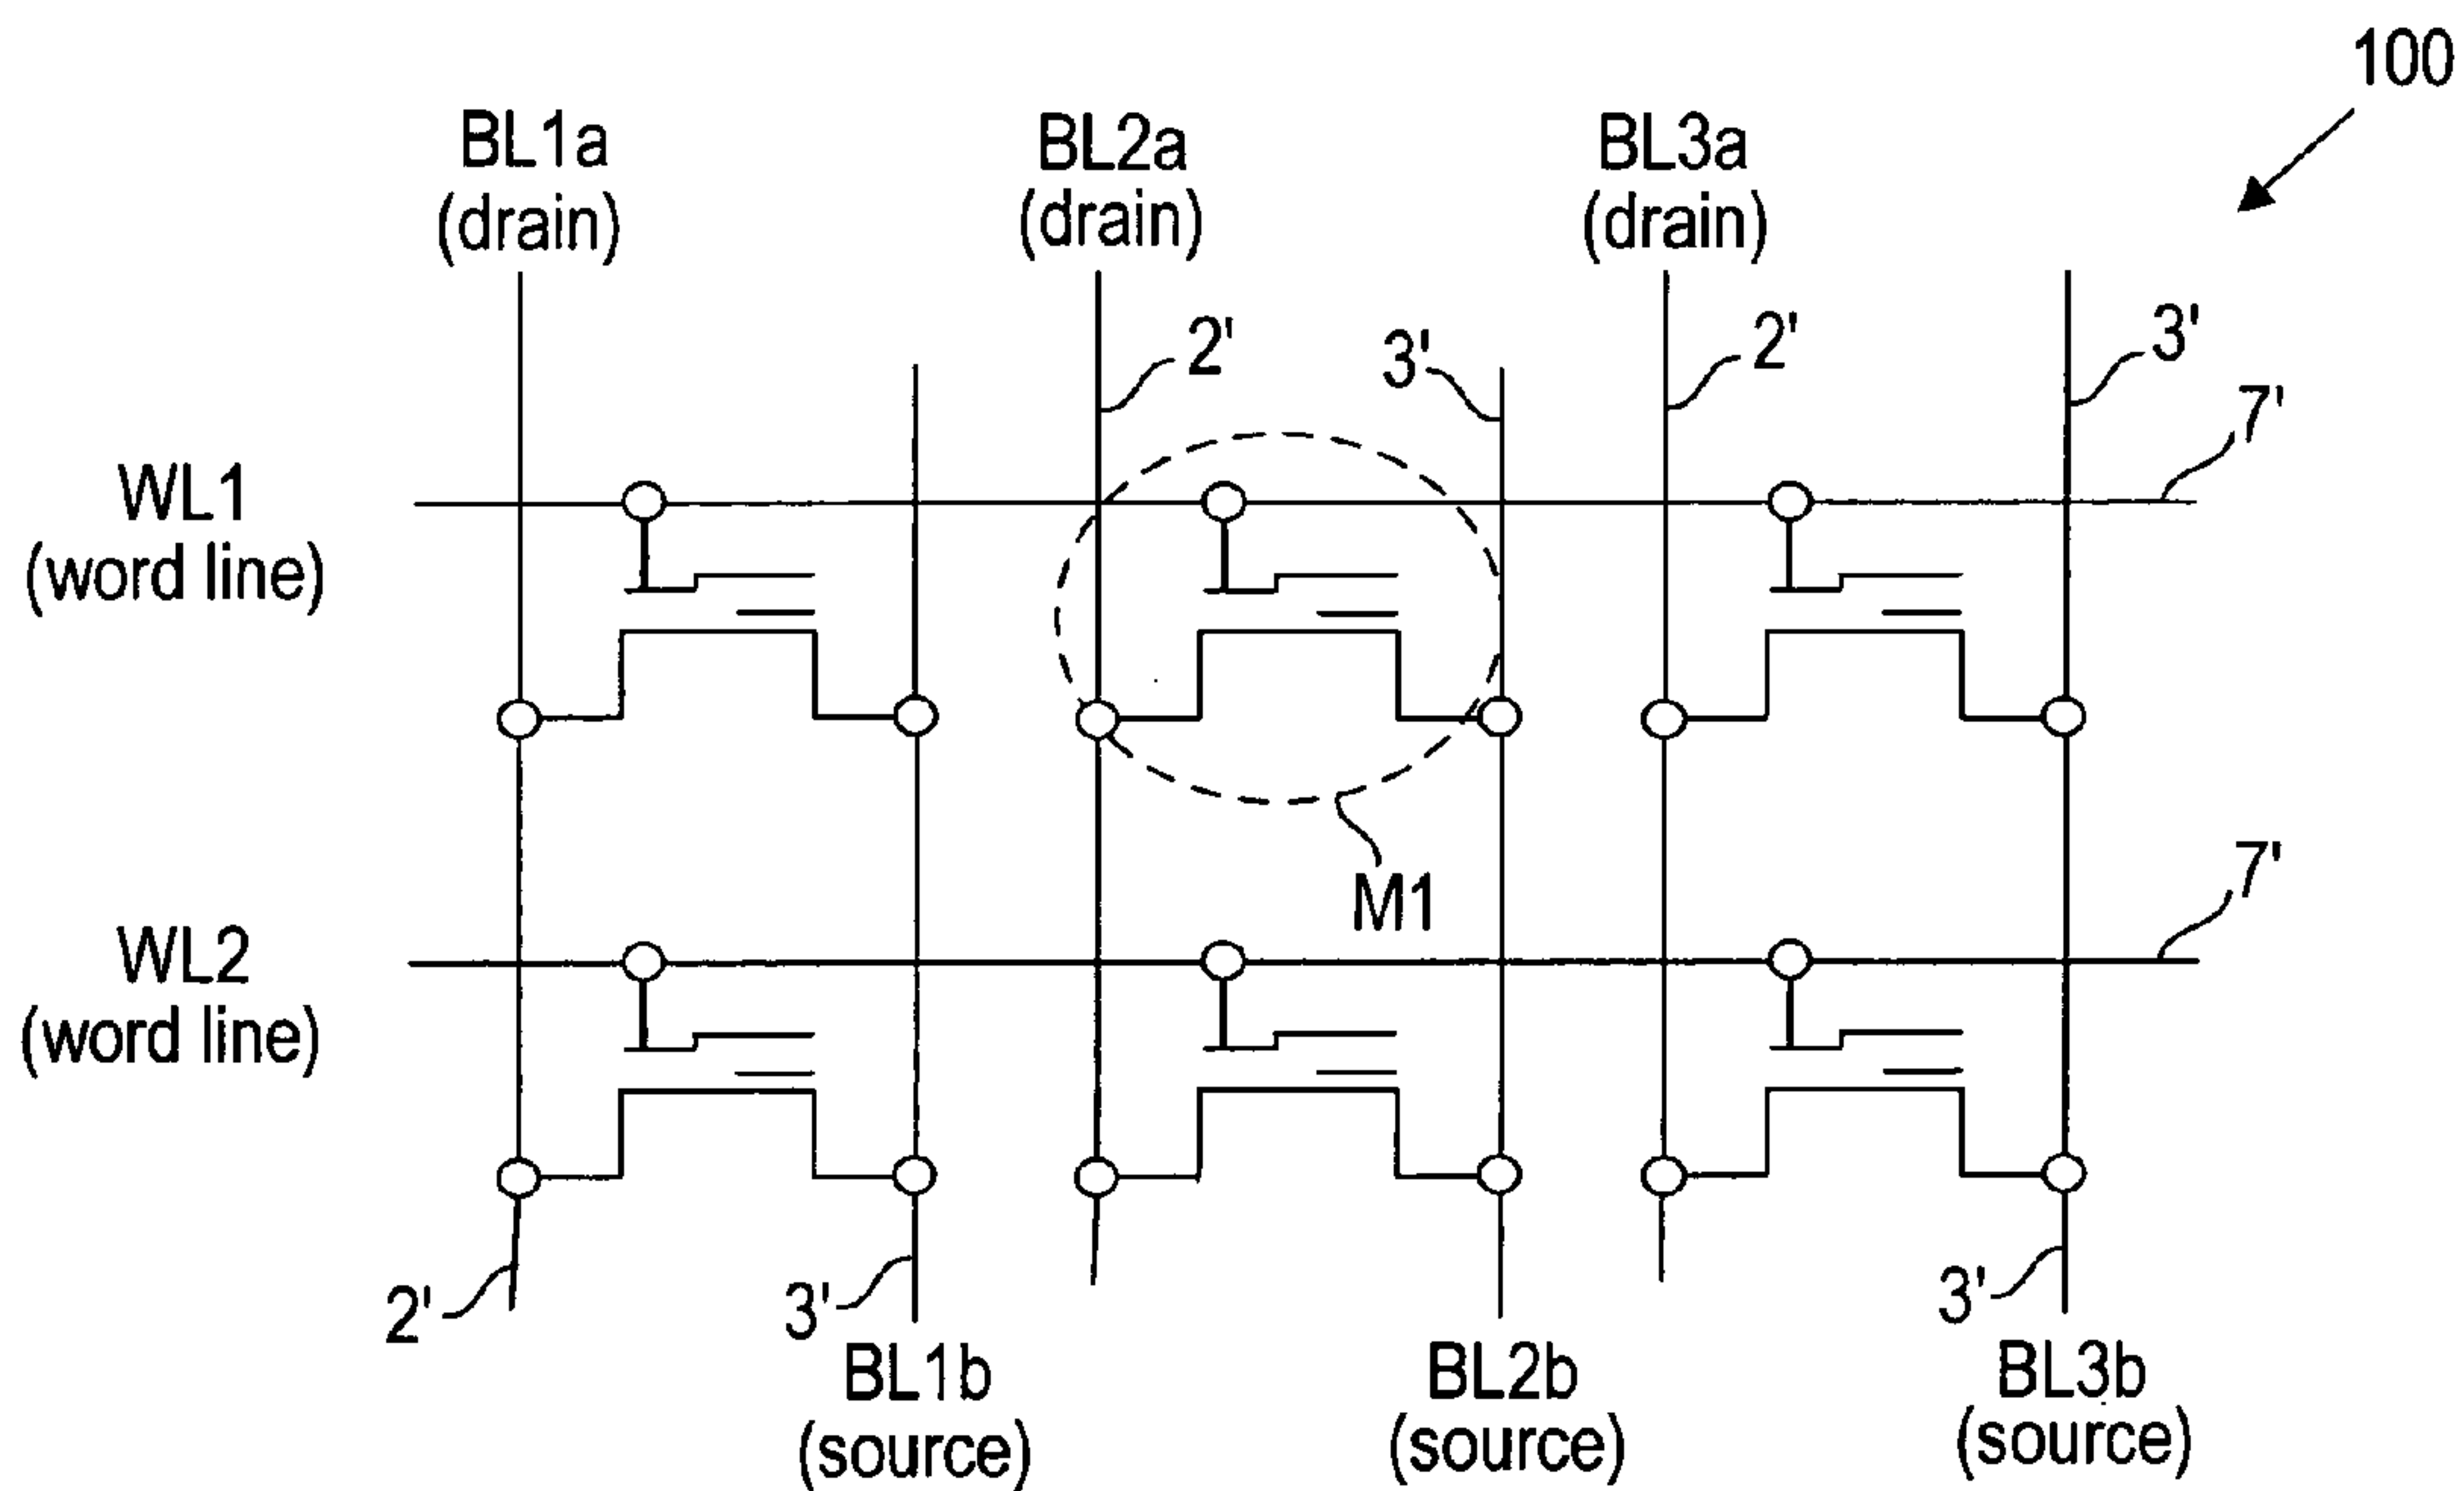 100
BL1a
(drain)
BL2a
(drain)
BL3a
(drain)
2'
3'
2'
3'
7'
WL1
(word line)
M1
7'
WL2
(word line)
2'
3'
3'
BL1b
(source)
BL2b
(source)
BL3b
(source)